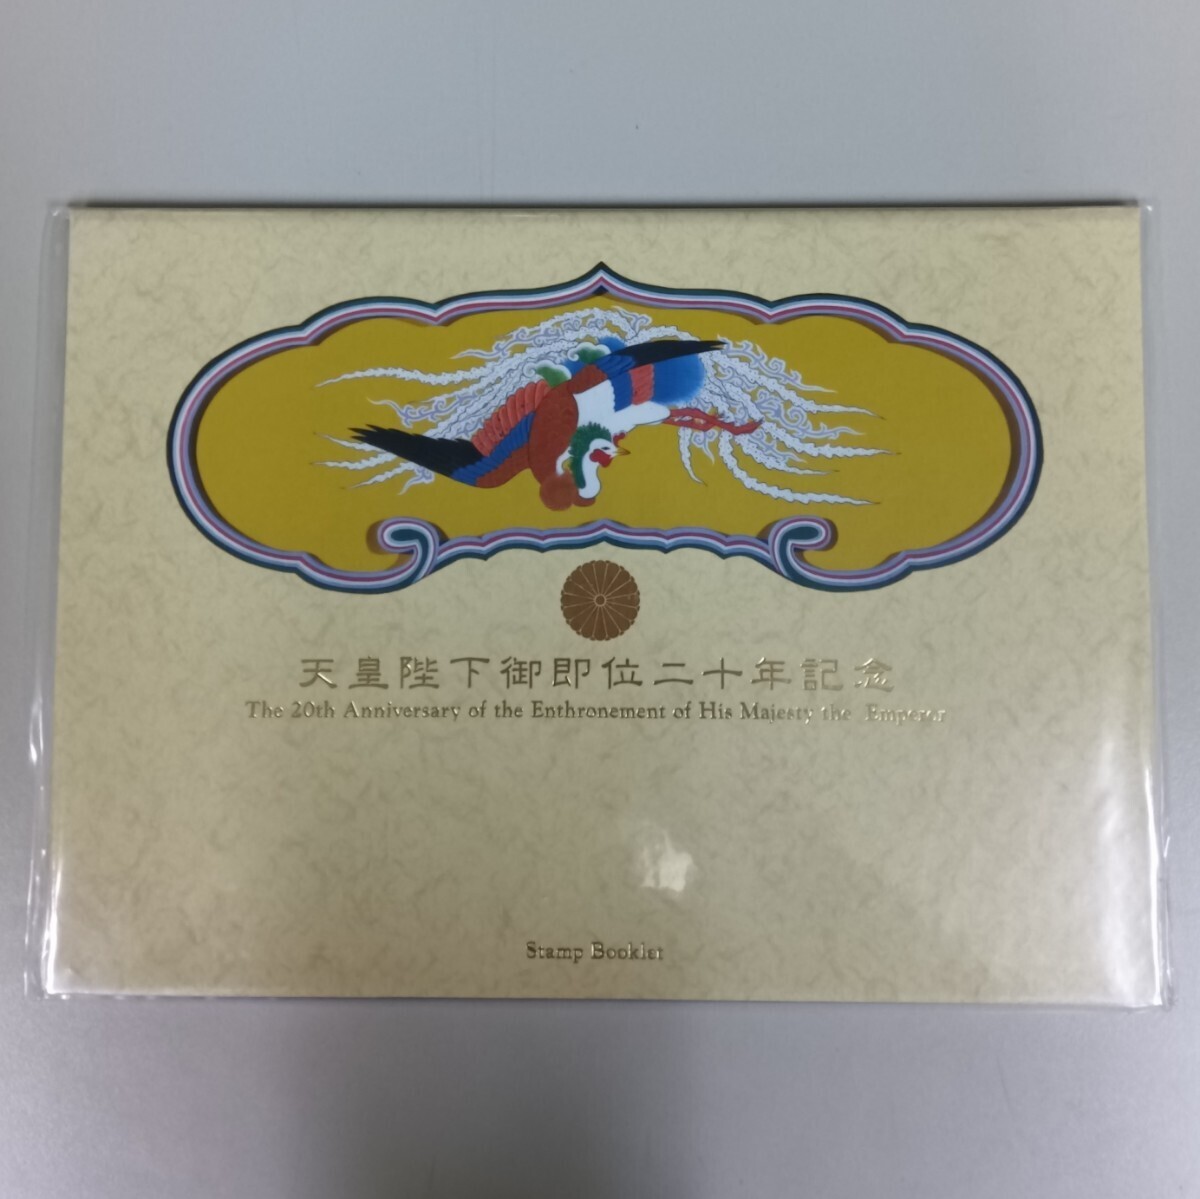 天皇陛下御即位二十年記念
The 20th Anniversary of the Enthronement of His Majesty the Emperor
Stamp Booklet